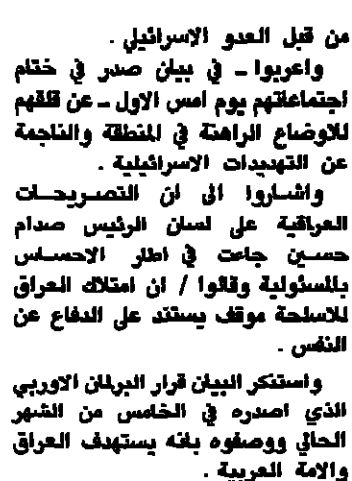 من قبل العدو الاسرائيلي .
واعربوا ـ في بيان صدر في ختام
اجتماعاتهم يوم امس الاول ـ عن قلقهم
للاوضاع الراهنة في المنطقة والناجمة
عن التهديدات الاسرائيلية .
واشاروا الى ان التصريحات
العراقية على لسان الرئيس صدام
حسين جاءت في اطار الاحساس
بالمسئولية وقالوا / ان امتلاك العراق
للاسلحة موقف يستند على الدفاع عن
النفس .
واستنكر البيان قرار البرلمان الاوربي
الذي اصدره في الخامس من الشهر
الحالي ووصفوه بانه يستهدف العراق
والامة العربية .